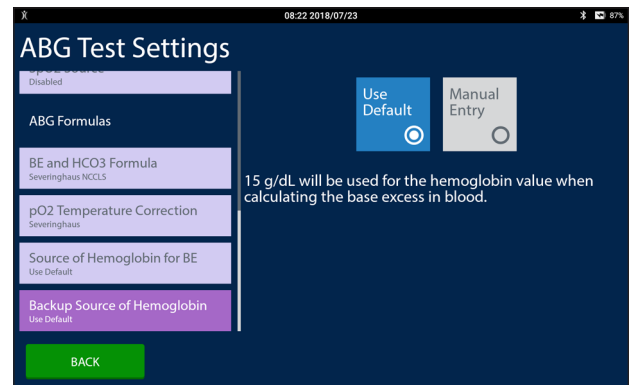 08:22 2018/07/23
87%
ABG Test Settings
Disabled
ABG Formulas
BE and HCO3 Formula
Severinghaus NCCLS
pO2 Temperature Correction
Severinghaus
Source of Hemoglobin for BE
Use Default
Backup Source of Hemoglobin
Use Default
BACK
Use
Default
Manual
Entry
15 g/dL will be used for the hemoglobin value when
calculating the base excess in blood.